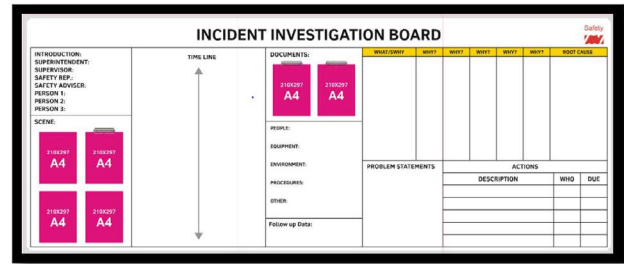 INCIDENT INVESTIGATION BOARD
Safety
INTRODUCTION:
SUPERINTENDENT:
SUPERVISOR:
SAFETY REP.:
SAFETY ADVISER:
PERSON 1:
PERSON 2:
PERSON 3:
SCENE:
210X297
A4
210X297
A4
210X297
A4
210X297
A4
TIME LINE
DOCUMENTS:
210X297
A4
210X297
A4
PEOPLE:
EQUIPMENT:
ENVIRONMENT:
PROCEDURES:
OTHER:
Follow up Data:
WHAT/5WHY WHY? WHY? WHY? WHY? WHY? ROOT CAUSE
PROBLEM STATEMENTS
ACTIONS
DESCRIPTION WHO DUE